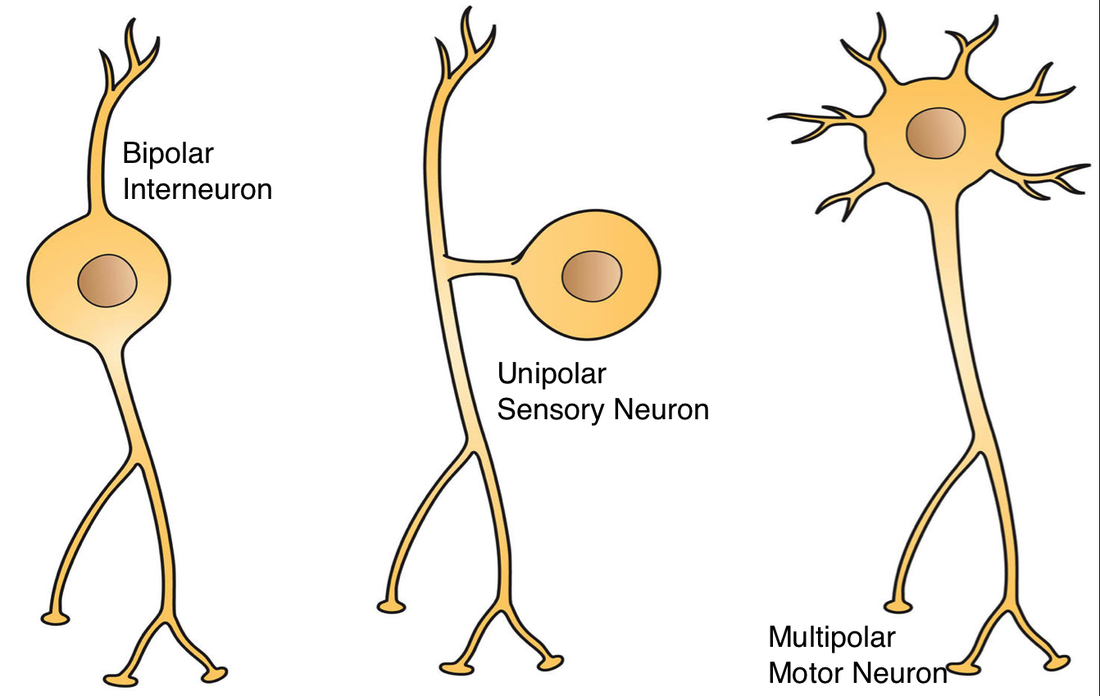 Bipolar
Interneuron
Unipolar
Sensory Neuron
Multipolar
Motor Neuron